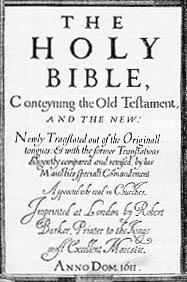 THE
HOLY
BIBLE,
Conteyning the Old Testament,
AND THE NEW:
Newly Translated out of the Originall
tongues: & with the former Translations
diligently compared and revised, by his
Maiesties speciall Comandement
Appointed to be read in Churches.
Imprinted at London by Robert
Barker, Printer to the Kings
most Excellent Maiestie.
ANNO DOM. 1611.